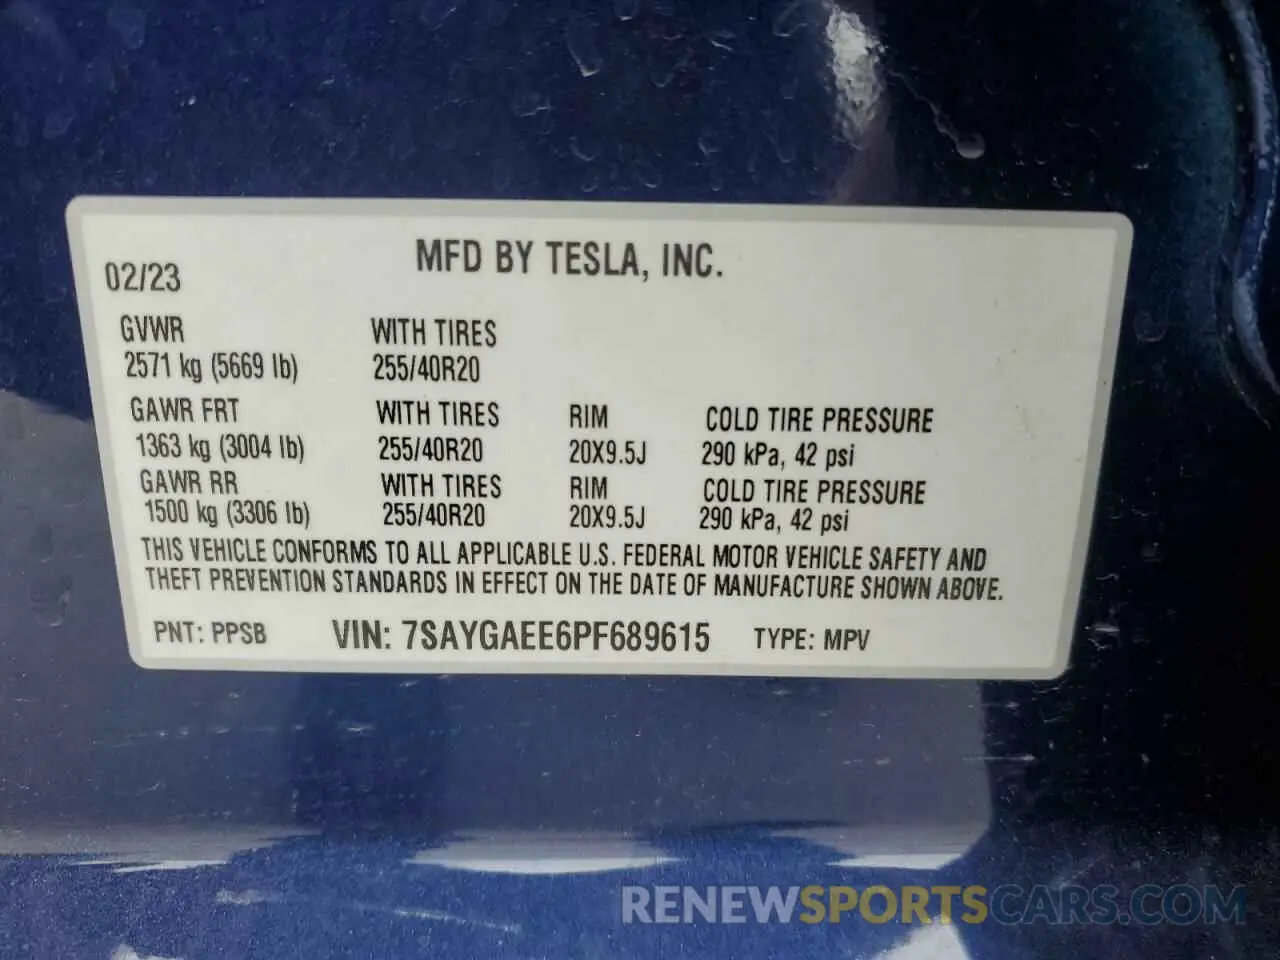 MFD BY TESLA, INC.
02/23
GVWR WITH TIRES
2571 kg (5669 lb) 255/40R20
GAWR FRT WITH TIRES RIM COLD TIRE PRESSURE
1363 kg (3004 lb) 255/40R20 20X9.5J 290 kPa, 42 psi
GAWR RR WITH TIRES RIM COLD TIRE PRESSURE
1500 kg (3306 lb) 255/40R20 20X9.5J 290 kPa, 42 psi
THIS VEHICLE CONFORMS TO ALL APPLICABLE U.S. FEDERAL MOTOR VEHICLE SAFETY AND
THEFT PREVENTION STANDARDS IN EFFECT ON THE DATE OF MANUFACTURE SHOWN ABOVE.
PNT: PPSB VIN: 7SAYGAEE6PF689615 TYPE: MPV
RENEWSPORTSCARS.COM